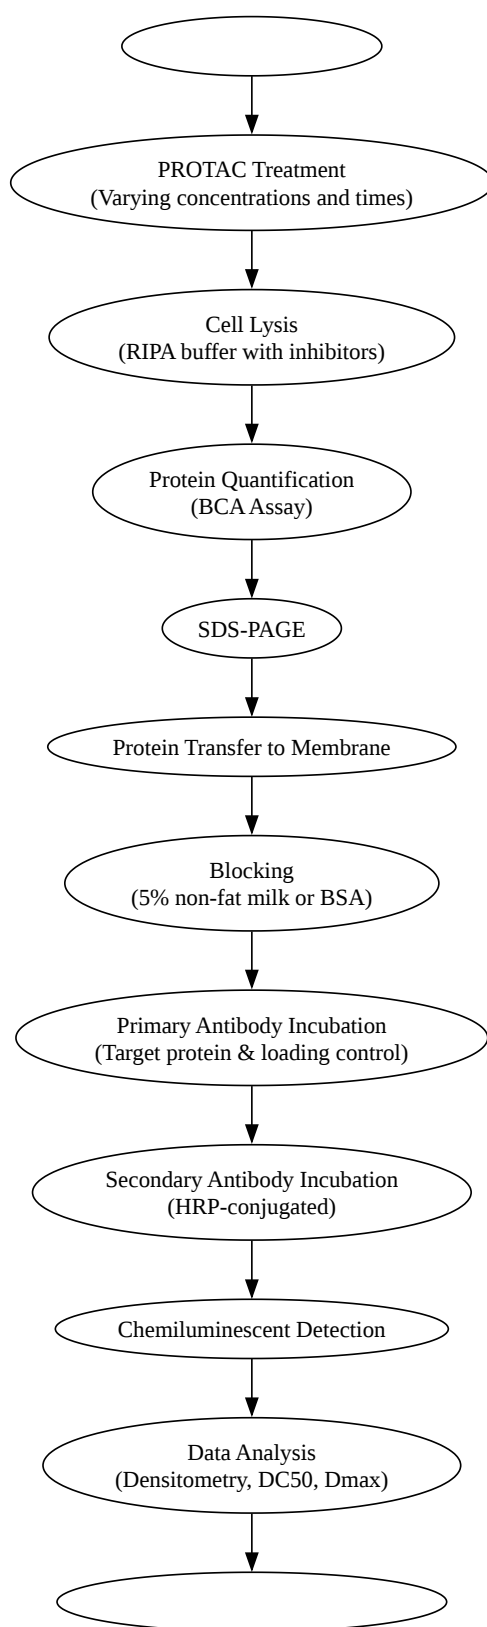 PROTAC Treatment
(Varying concentrations and times)
Cell Lysis
(RIPA buffer with inhibitors)
Protein Quantification
(BCA Assay)
SDS-PAGE
Protein Transfer to Membrane
Blocking
(5% non-fat milk or BSA)
Primary Antibody Incubation
(Target protein & loading control)
Secondary Antibody Incubation
(HRP-conjugated)
Chemiluminescent Detection
Data Analysis
(Densitometry, DC50, Dmax)